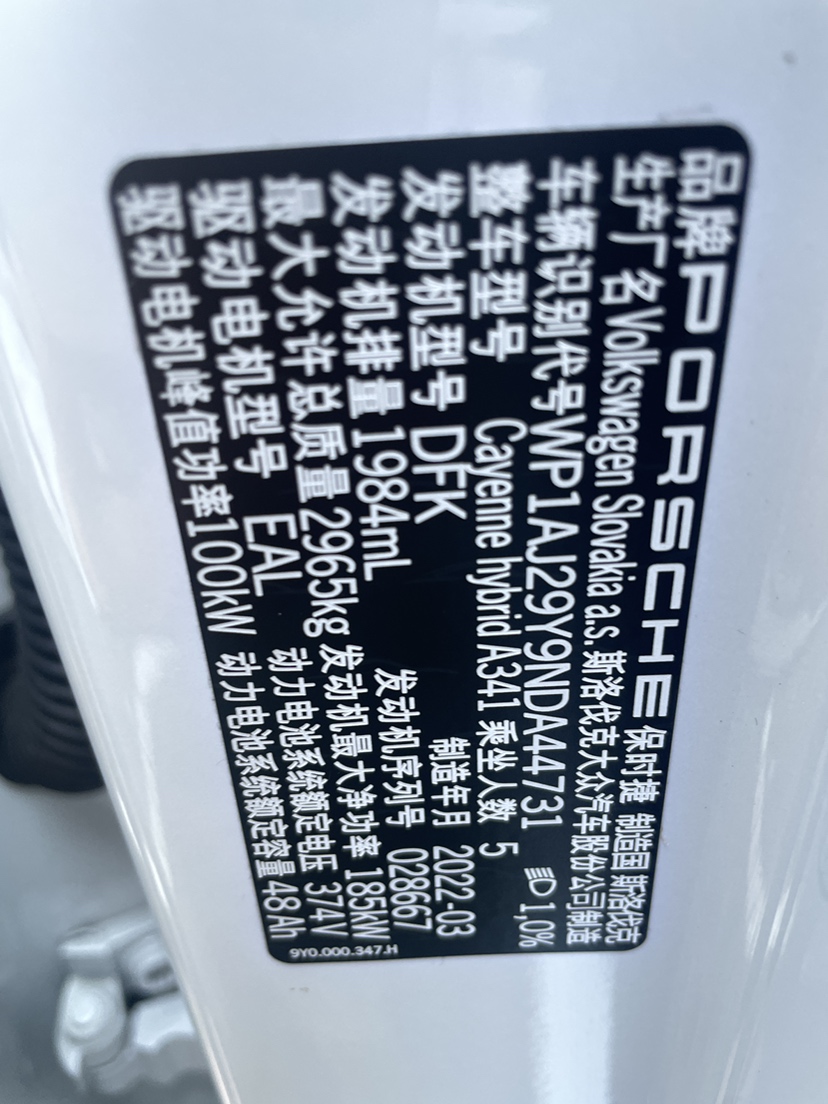 品牌 PORSCHE 保时捷 制造国 斯洛伐克
生产厂名 Volkswagen Slovakia a.s. 斯洛伐克大众汽车股份公司制造
车辆识别代号 WP1AJ29Y9NDA44731 1,0%
整车型号 Cayenne hybrid A341 乘坐人数 5
发动机型号 DFK 制造年月 2022-03
发动机排量 1984mL 发动机序列号 028667
最大允许总质量 2965kg 发动机最大净功率 185kW
驱动电机型号 EAL 动力电池系统额定电压 374V
驱动电机峰值功率 100kW 动力电池系统额定容量 48Ah
9Y0.000.347.H